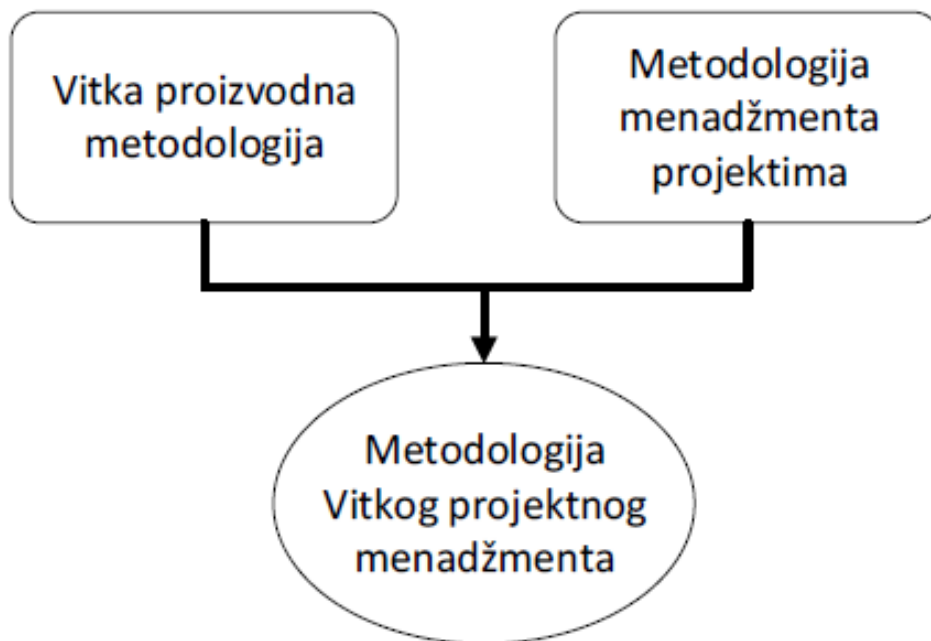 Vitka proizvodna
metodologija
Metodologija
menadžmenta
projektima
Metodologija
Vitkog projektnog
menadžmenta